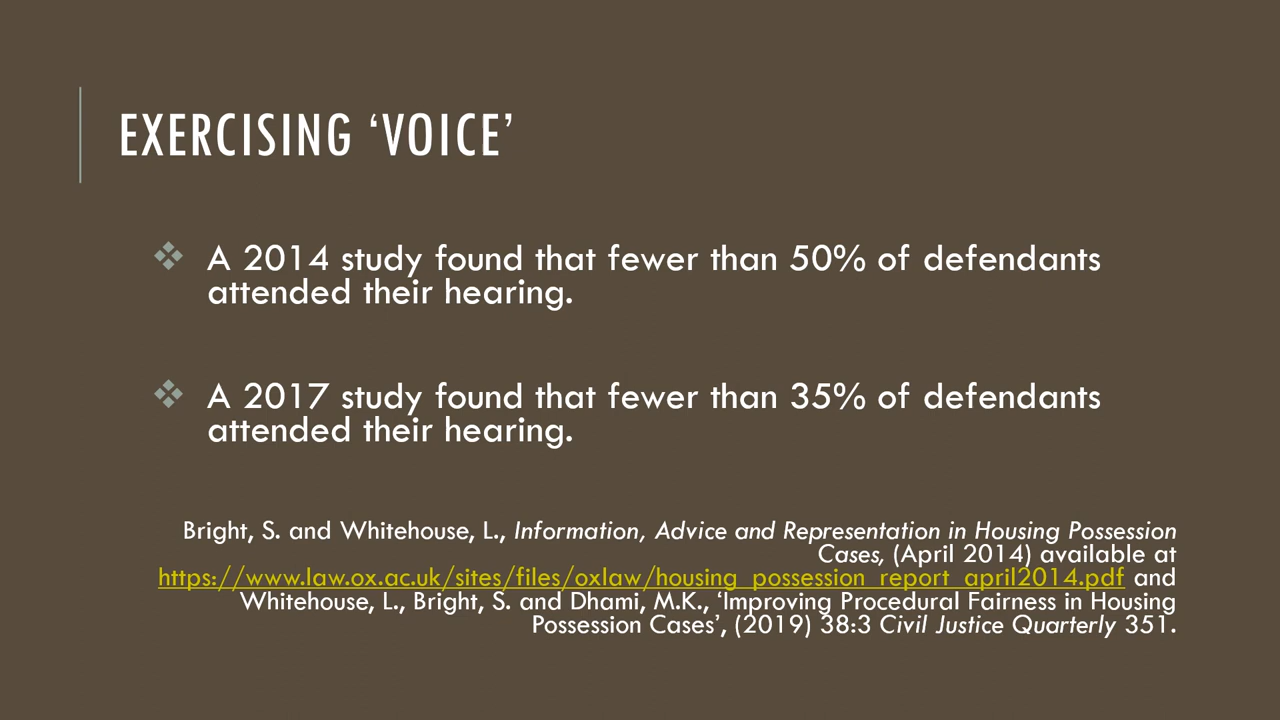 EXERCISING ‘VOICE’
❖ A 2014 study found that fewer than 50% of defendants
attended their hearing.
❖ A 2017 study found that fewer than 35% of defendants
attended their hearing.
Bright, S. and Whitehouse, L., Information, Advice and Representation in Housing Possession
Cases, (April 2014) available at
https://www.law.ox.ac.uk/sites/files/oxlaw/housing_possession_report_april2014.pdf and
Whitehouse, L., Bright, S. and Dhami, M.K., ‘Improving Procedural Fairness in Housing
Possession Cases’, (2019) 38:3 Civil Justice Quarterly 351.